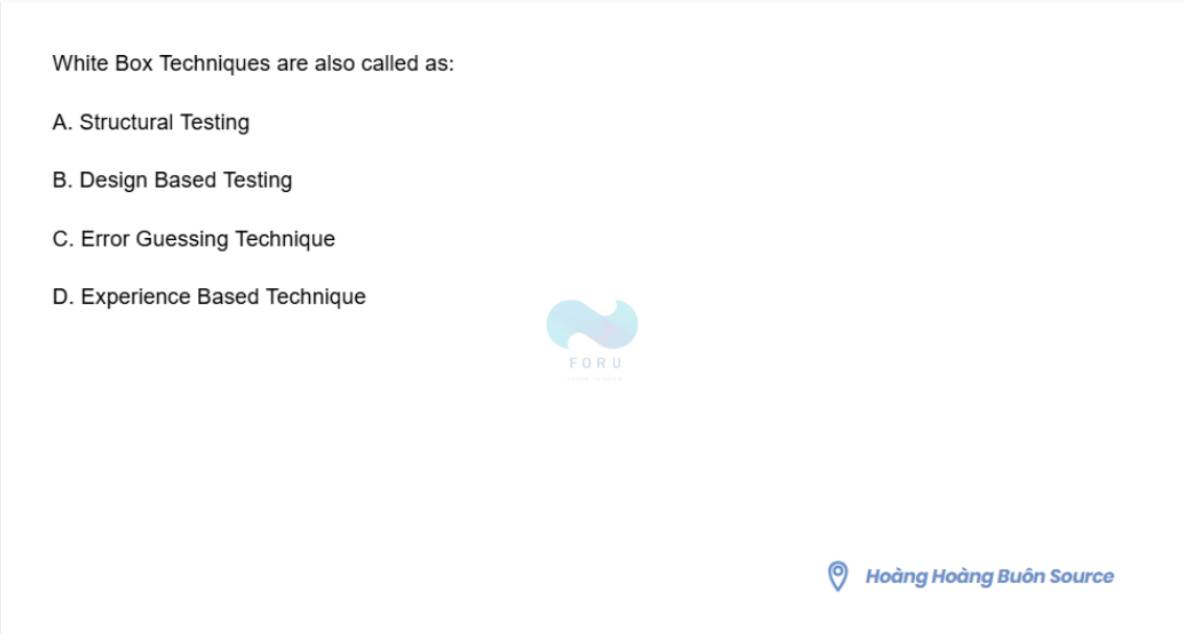 White Box Techniques are also called as:
A. Structural Testing
B. Design Based Testing
C. Error Guessing Technique
D. Experience Based Technique
FORU
Hoàng Hoàng Buôn Source